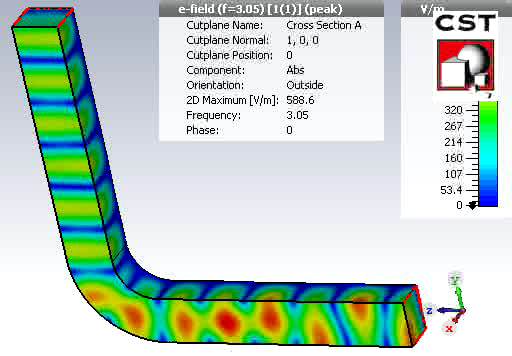 e-field (f=3.05) [1(1)] (peak)
Cutplane Name: Cross Section A
Cutplane Normal: 1, 0, 0
Cutplane Position: 0
Component: Abs
Orientation: Outside
2D Maximum [V/m]: 588.6
Frequency: 3.05
Phase: 0
V/m
CST
320
267
214
160
107
53.4
0
y
z
x